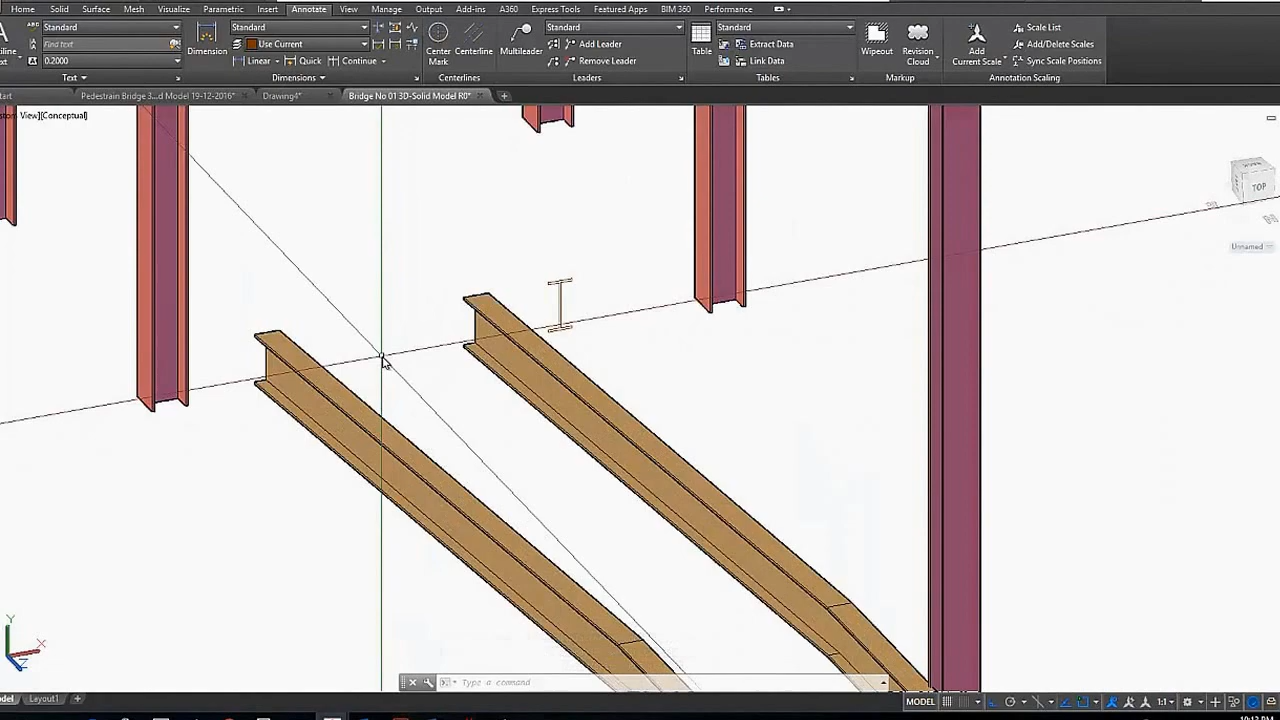 Home Solid Surface Mesh Visualize Parametric Insert Annotate View Manage Output Add-ins A360 Express Tools Featured Apps BIM 360 Performance
ABC Standard Standard Standard Standard Scale List
Find text Use Current Add Leader Extract Data Add/Delete Scales
Dimension Center Mark Centerline Multileader Table Wipeout Revision Cloud Add Current Scale
0.2000 Linear Quick Continue Remove Leader Link Data Sync Scale Positions
Text Dimensions Centerlines Leaders Tables Markup Annotation Scaling
tart Pedestrain Bridge 3...d Model 19-12-2016* Drawing4* Bridge No 01 3D-Solid Model R0*
View][Conceptual]
TOP
Unnamed
Y
X
Z
Type a command
Layout1 MODEL 1:1